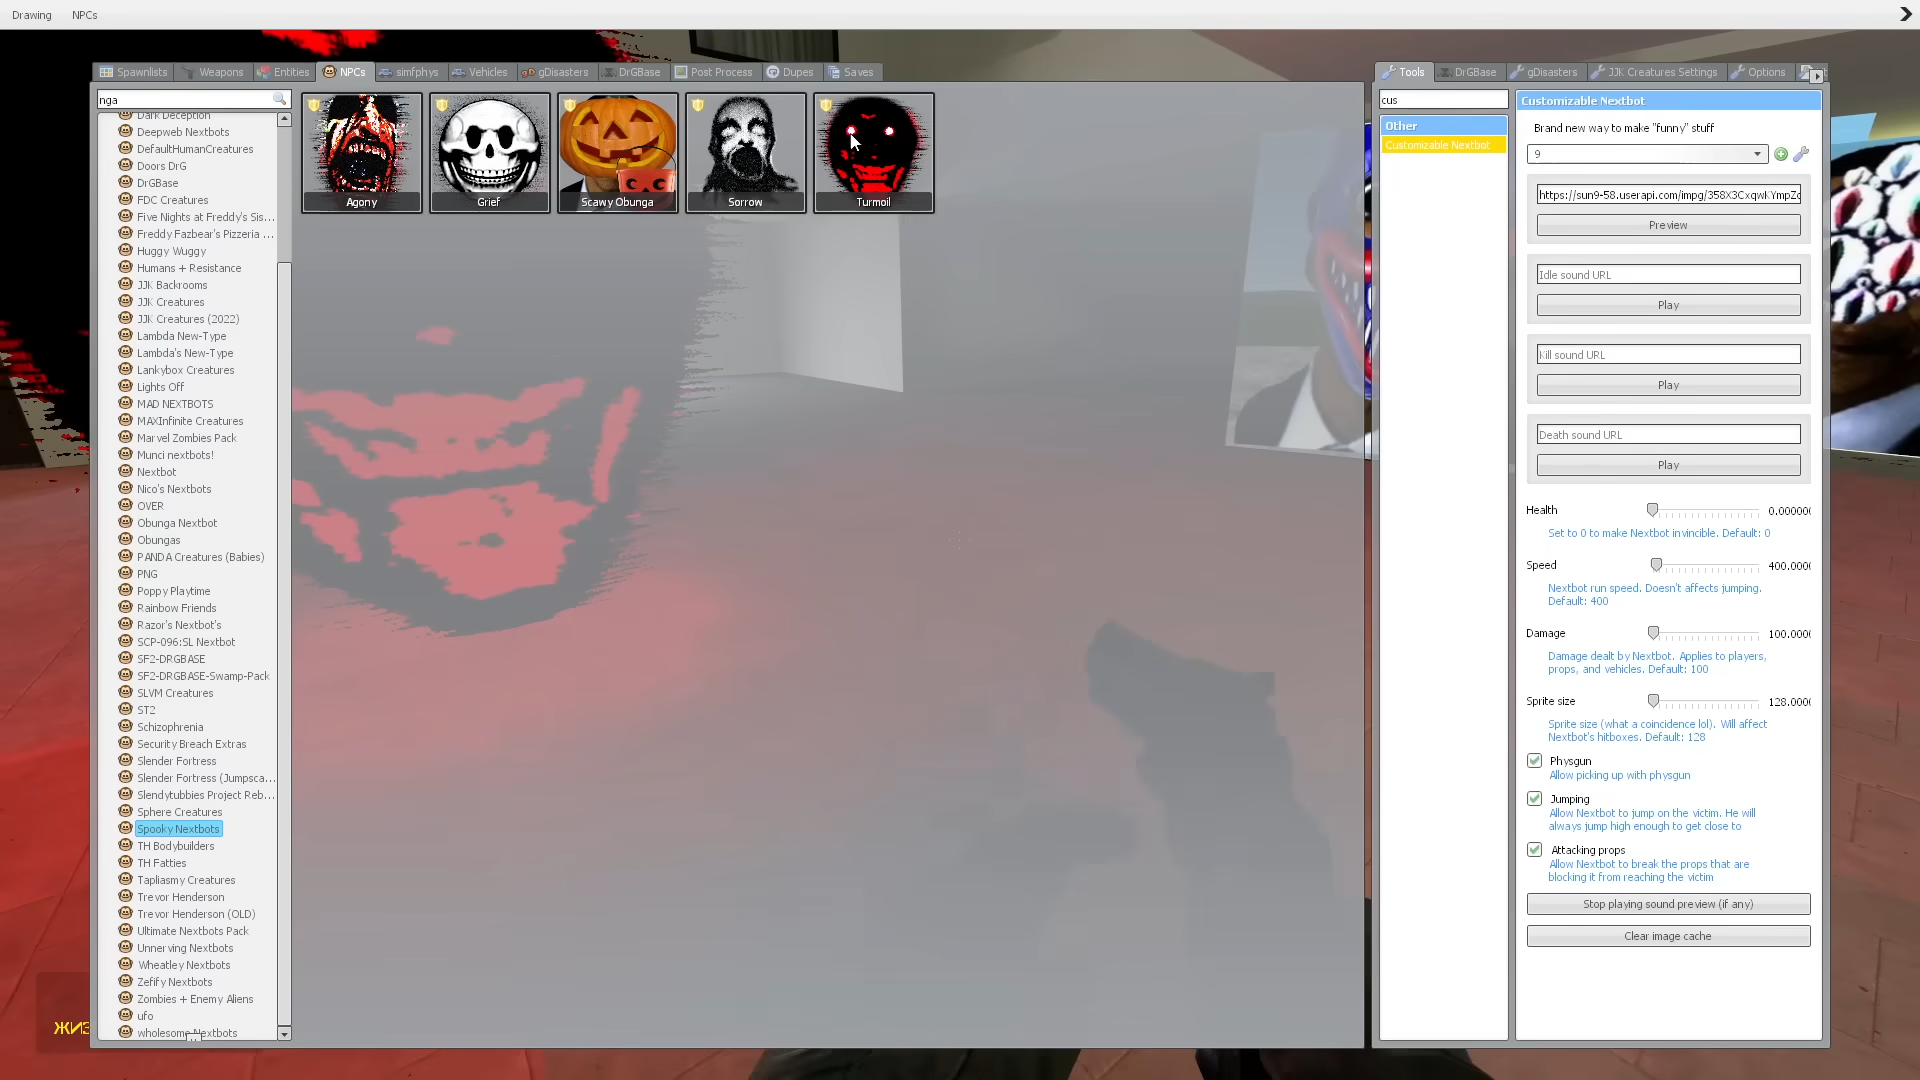 Drawing
NPCs
Spawnlists
Weapons
Entities
NPCs
simfphys
Vehicles
gDisasters
DrGBase
Post Process
Dupes
Saves
nga
Dark Deception
Deepweb Nextbots
DefaultHumanCreatures
Doors DrG
DrGBase
FDC Creatures
Five Nights at Freddy's Sis...
Freddy Fazbear's Pizzeria ...
Huggy Wuggy
Humans + Resistance
JJK Backrooms
JJK Creatures
JJK Creatures (2022)
Lambda New-Type
Lambda's New-Type
Lankybox Creatures
Lights Off
MAD NEXTBOTS
MAXInfinite Creatures
Marvel Zombies Pack
Munci nextbots!
Nextbot
Nico's Nextbots
OVER
Obunga Nextbot
Obungas
PANDA Creatures (Babies)
PNG
Poppy Playtime
Rainbow Friends
Razor's Nextbot's
SCP-096:SL Nextbot
SF2-DRGBASE
SF2-DRGBASE-Swamp-Pack
SLVM Creatures
ST2
Schizophrenia
Security Breach Extras
Slender Fortress
Slender Fortress (Jumpsca...
Slendytubbies Project Reb...
Sphere Creatures
Spooky Nextbots
TH Bodybuilders
TH Fatties
Tapliasmy Creatures
Trevor Henderson
Trevor Henderson (OLD)
Ultimate Nextbots Pack
Unnerving Nextbots
Wheatley Nextbots
Zefify Nextbots
Zombies + Enemy Aliens
ufo
wholesome Nextbots
Agony
Grief
Scawy Obunga
Sorrow
Turmoil
Tools
DrGBase
gDisasters
JJK Creatures Settings
Options
cus
Other
Customizable Nextbot
Customizable Nextbot
Brand new way to make "funny" stuff
9
https://sun9-58.userapi.com/impg/358X3CxqwKYmpZc
Preview
Idle sound URL
Play
Kill sound URL
Play
Death sound URL
Play
Health
0.00000
Set to 0 to make Nextbot invincible. Default: 0
Speed
400.000
Nextbot run speed. Doesn't affects jumping.
Default: 400
Damage
100.000
Damage dealt by Nextbot. Applies to players,
props, and vehicles. Default: 100
Sprite size
128.000
Sprite size (what a coincidence lol). Will affect
Nextbot's hitboxes. Default: 128
Physgun
Allow picking up with physgun
Jumping
Allow Nextbot to jump on the victim. He will
always jump high enough to get close to
Attacking props
Allow Nextbot to break the props that are
blocking it from reaching the victim
Stop playing sound preview (if any)
Clear image cache
ЖИЗ